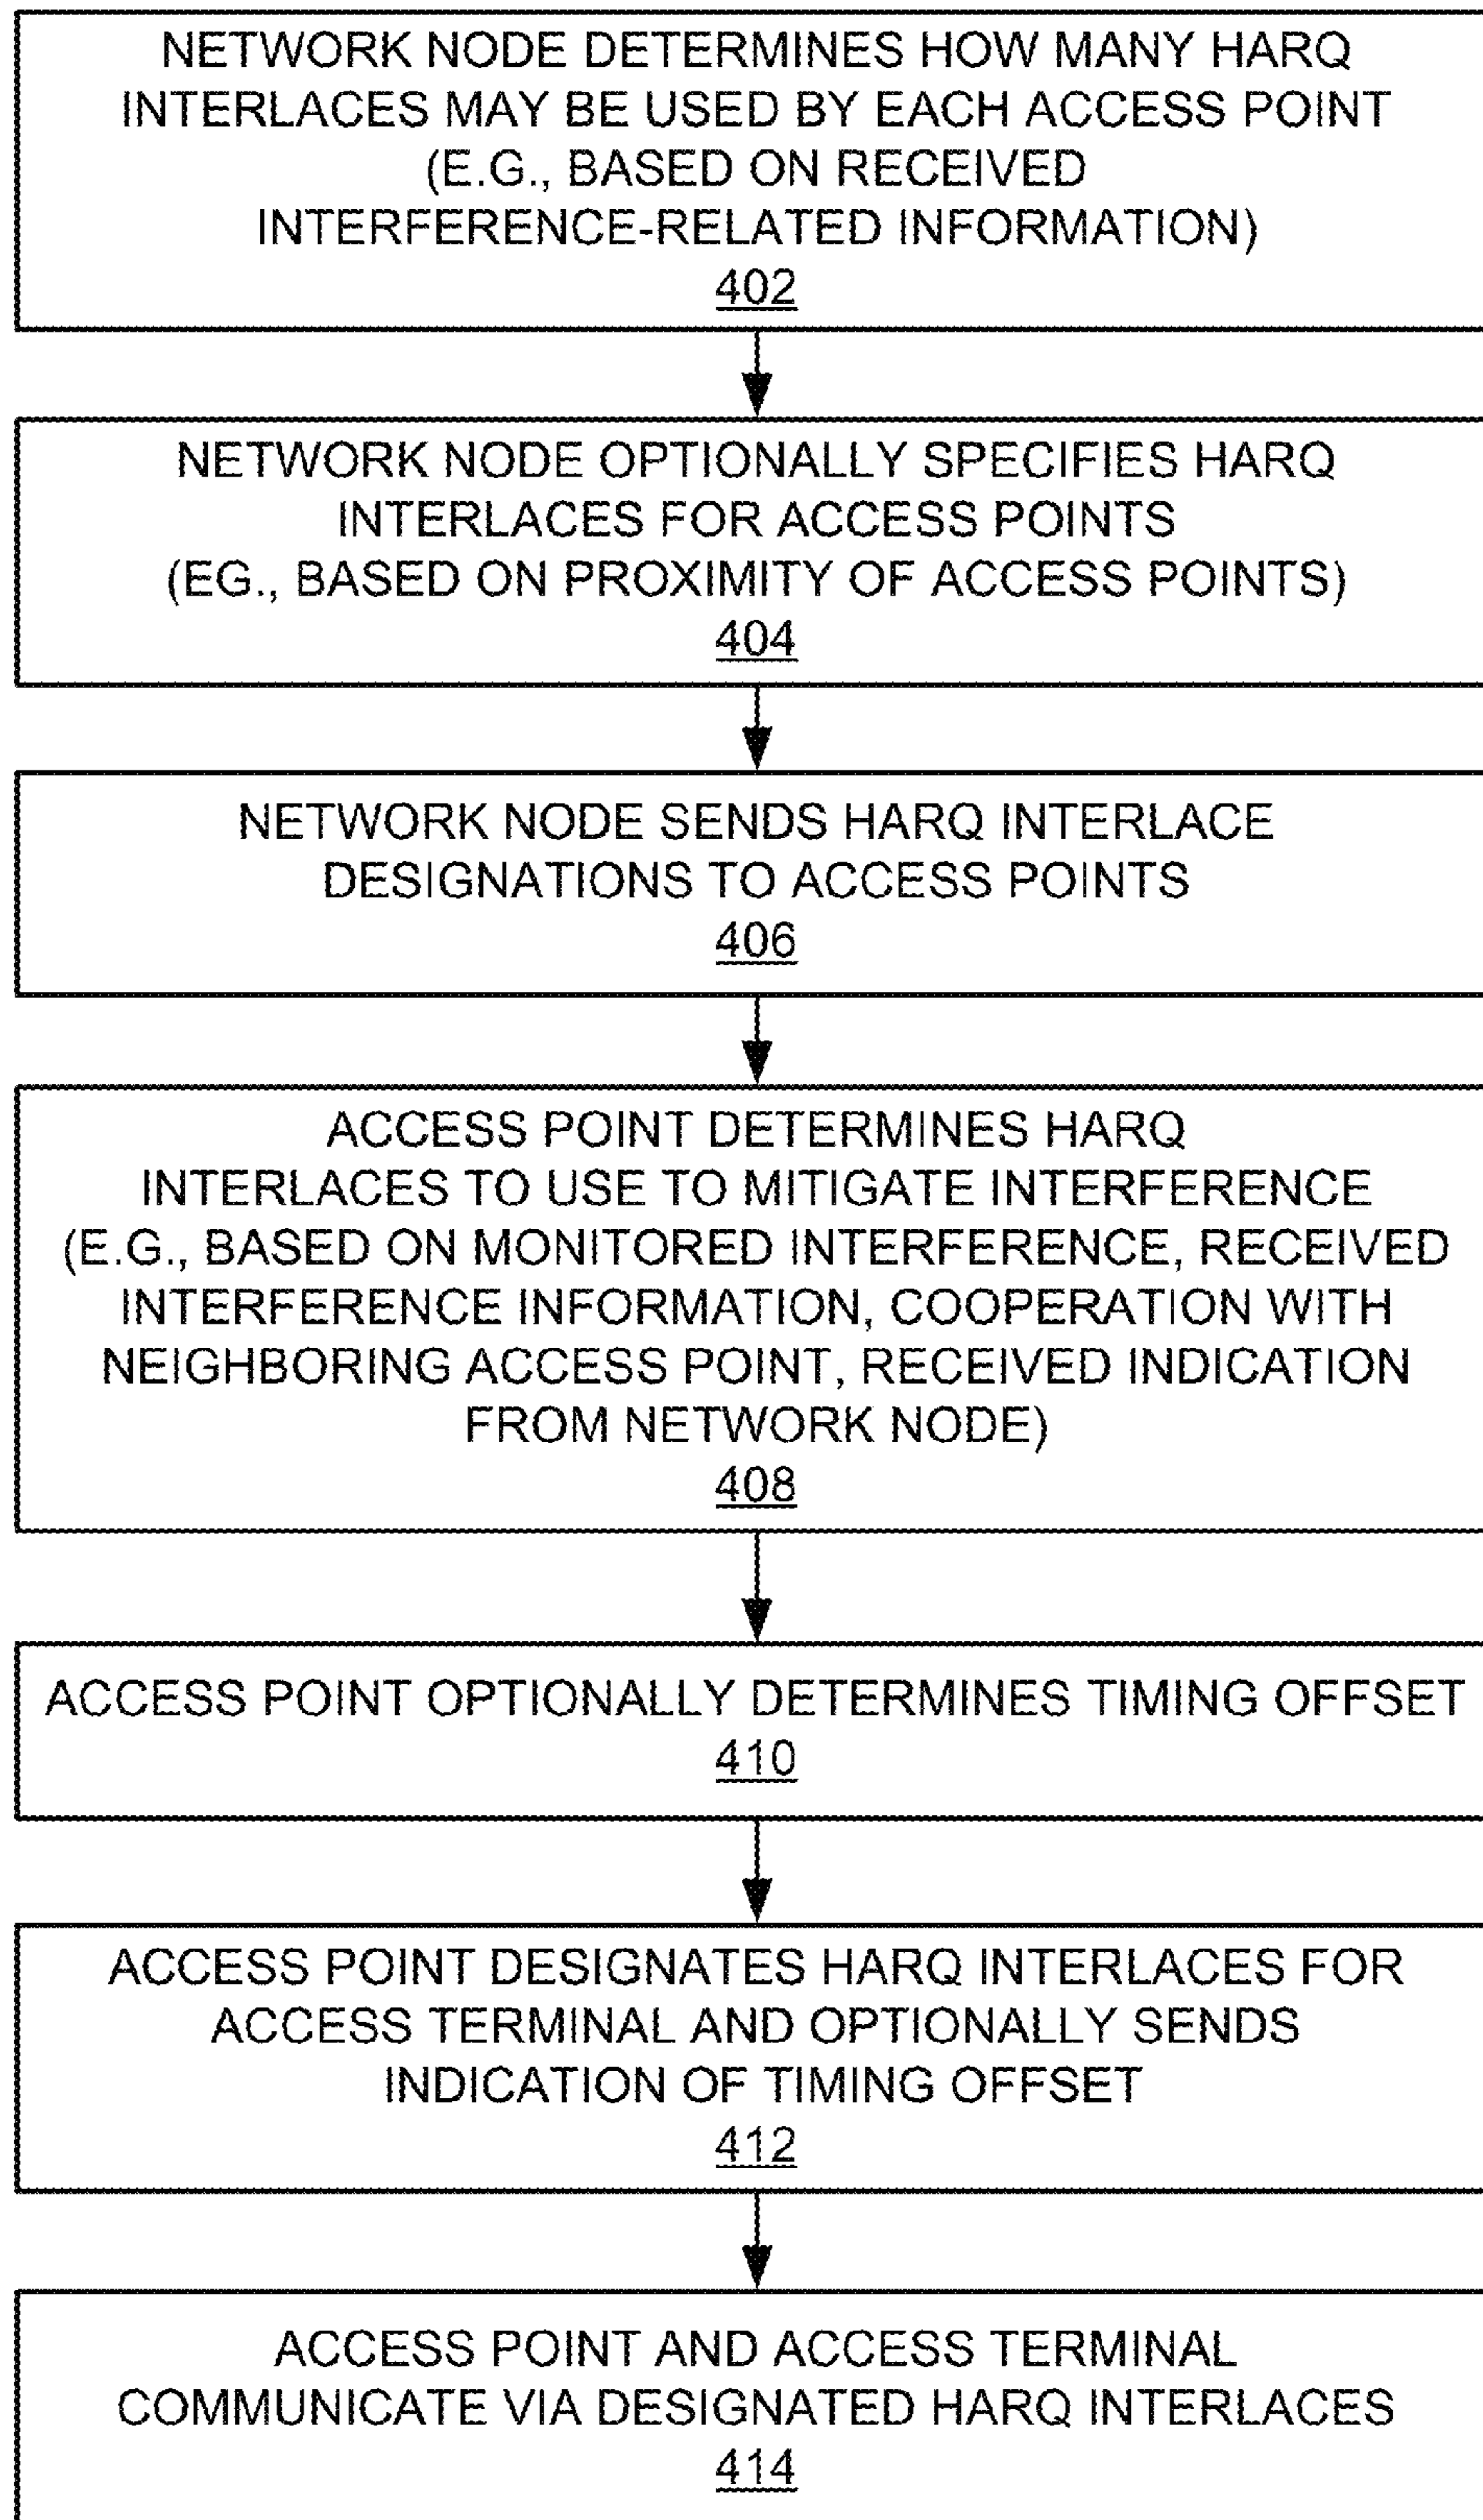 NETWORK NODE DETERMINES HOW MANY HARQ
INTERLACES MAY BE USED BY EACH ACCESS POINT
(E.G., BASED ON RECEIVED
INTERFERENCE-RELATED INFORMATION)
402
NETWORK NODE OPTIONALLY SPECIFIES HARQ
INTERLACES FOR ACCESS POINTS
(EG., BASED ON PROXIMITY OF ACCESS POINTS)
404
NETWORK NODE SENDS HARQ INTERLACE
DESIGNATIONS TO ACCESS POINTS
406
ACCESS POINT DETERMINES HARQ
INTERLACES TO USE TO MITIGATE INTERFERENCE
(E.G., BASED ON MONITORED INTERFERENCE, RECEIVED
INTERFERENCE INFORMATION, COOPERATION WITH
NEIGHBORING ACCESS POINT, RECEIVED INDICATION
FROM NETWORK NODE)
408
ACCESS POINT OPTIONALLY DETERMINES TIMING OFFSET
410
ACCESS POINT DESIGNATES HARQ INTERLACES FOR
ACCESS TERMINAL AND OPTIONALLY SENDS
INDICATION OF TIMING OFFSET
412
ACCESS POINT AND ACCESS TERMINAL
COMMUNICATE VIA DESIGNATED HARQ INTERLACES
414